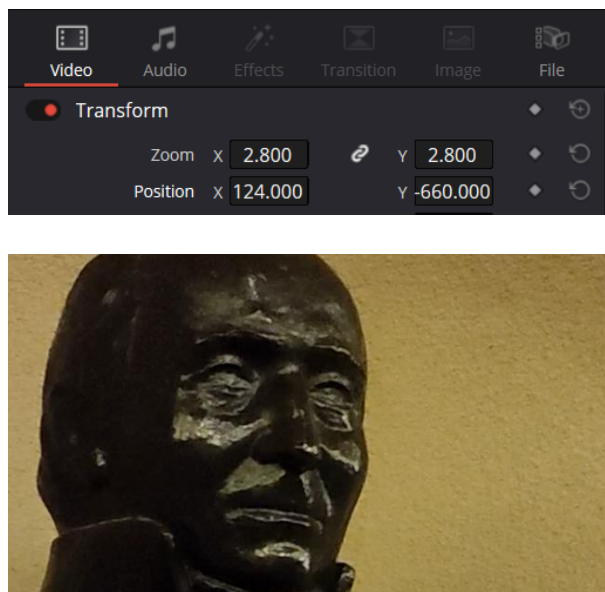 Video Audio Effects Transition Image File
Transform
Zoom X 2.800 Y 2.800
Position X 124.000 Y -660.000